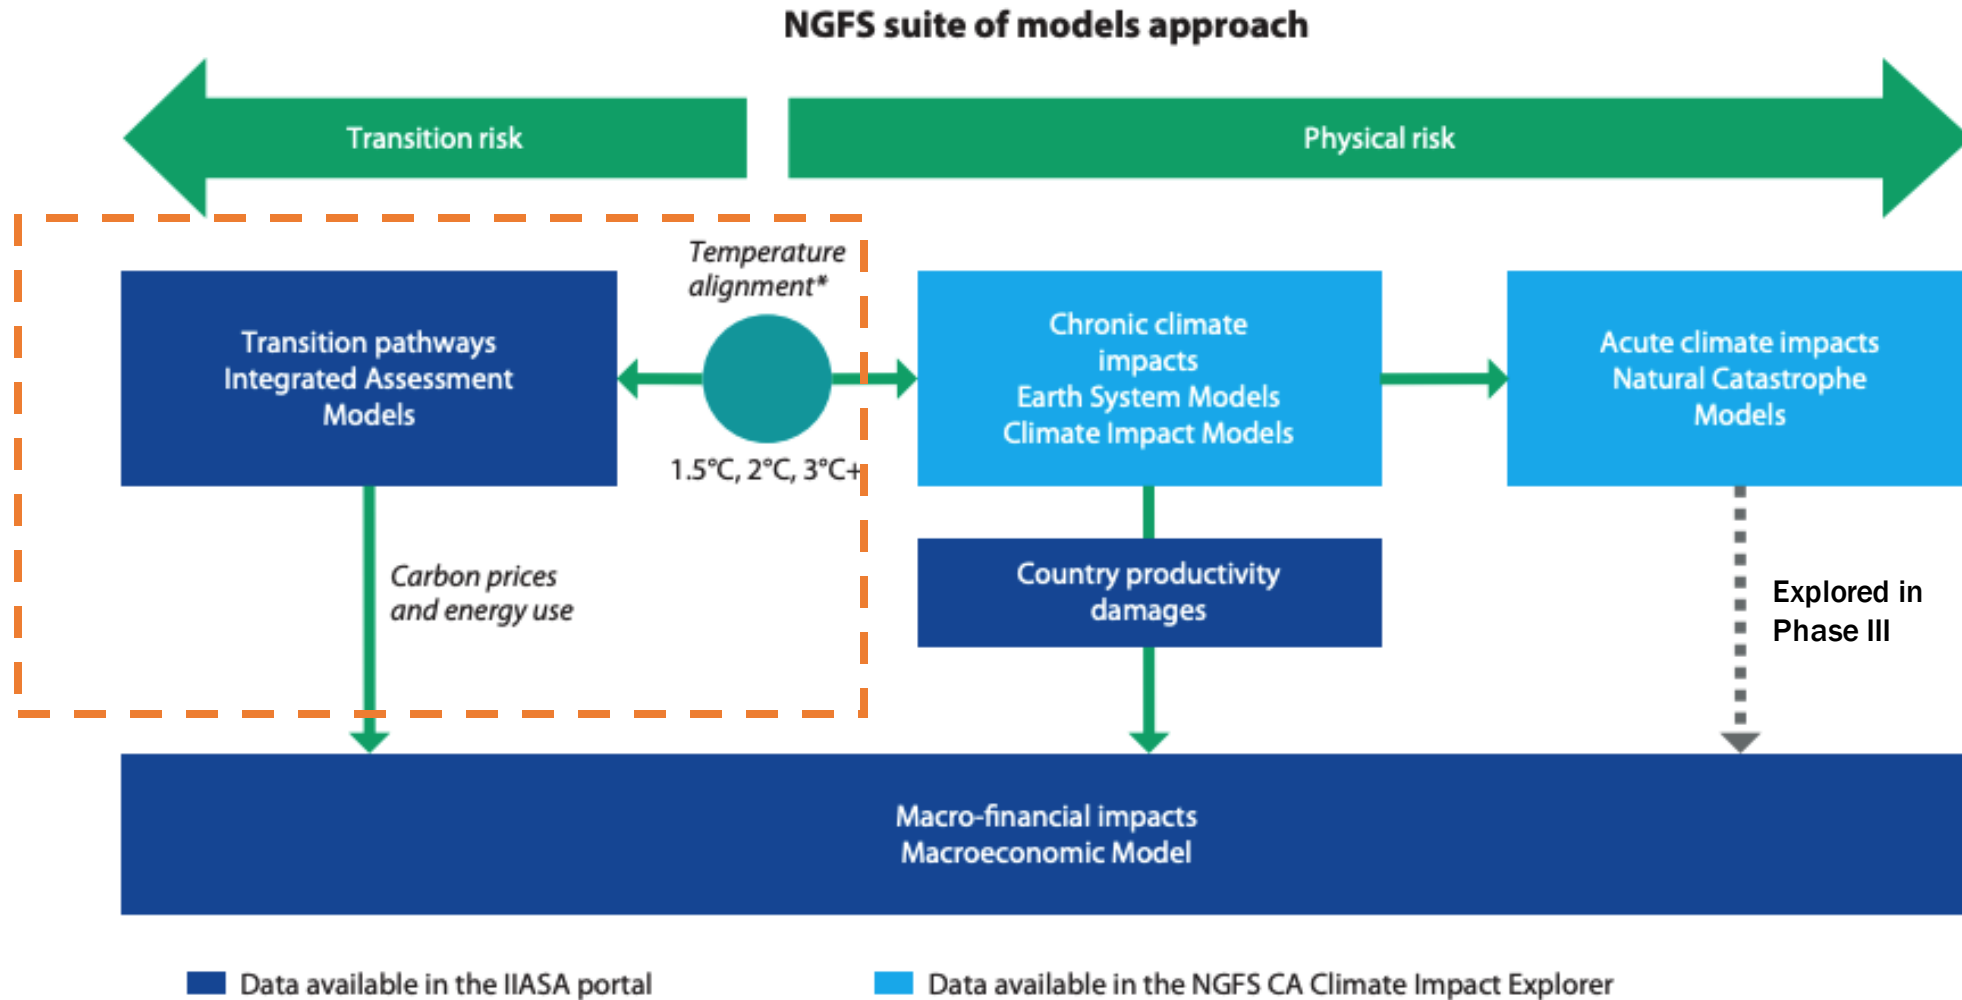 NGFS suite of models approach
Transition risk
Physical risk
Temperature
alignment*
Transition pathways
Integrated Assessment
Models
1.5°C, 2°C, 3°C+
Chronic climate
impacts
Earth System Models
Climate Impact Models
Acute climate impacts
Natural Catastrophe
Models
Carbon prices
and energy use
Country productivity
damages
Explored in
Phase III
Macro-financial impacts
Macroeconomic Model
Data available in the IIASA portal
Data available in the NGFS CA Climate Impact Explorer